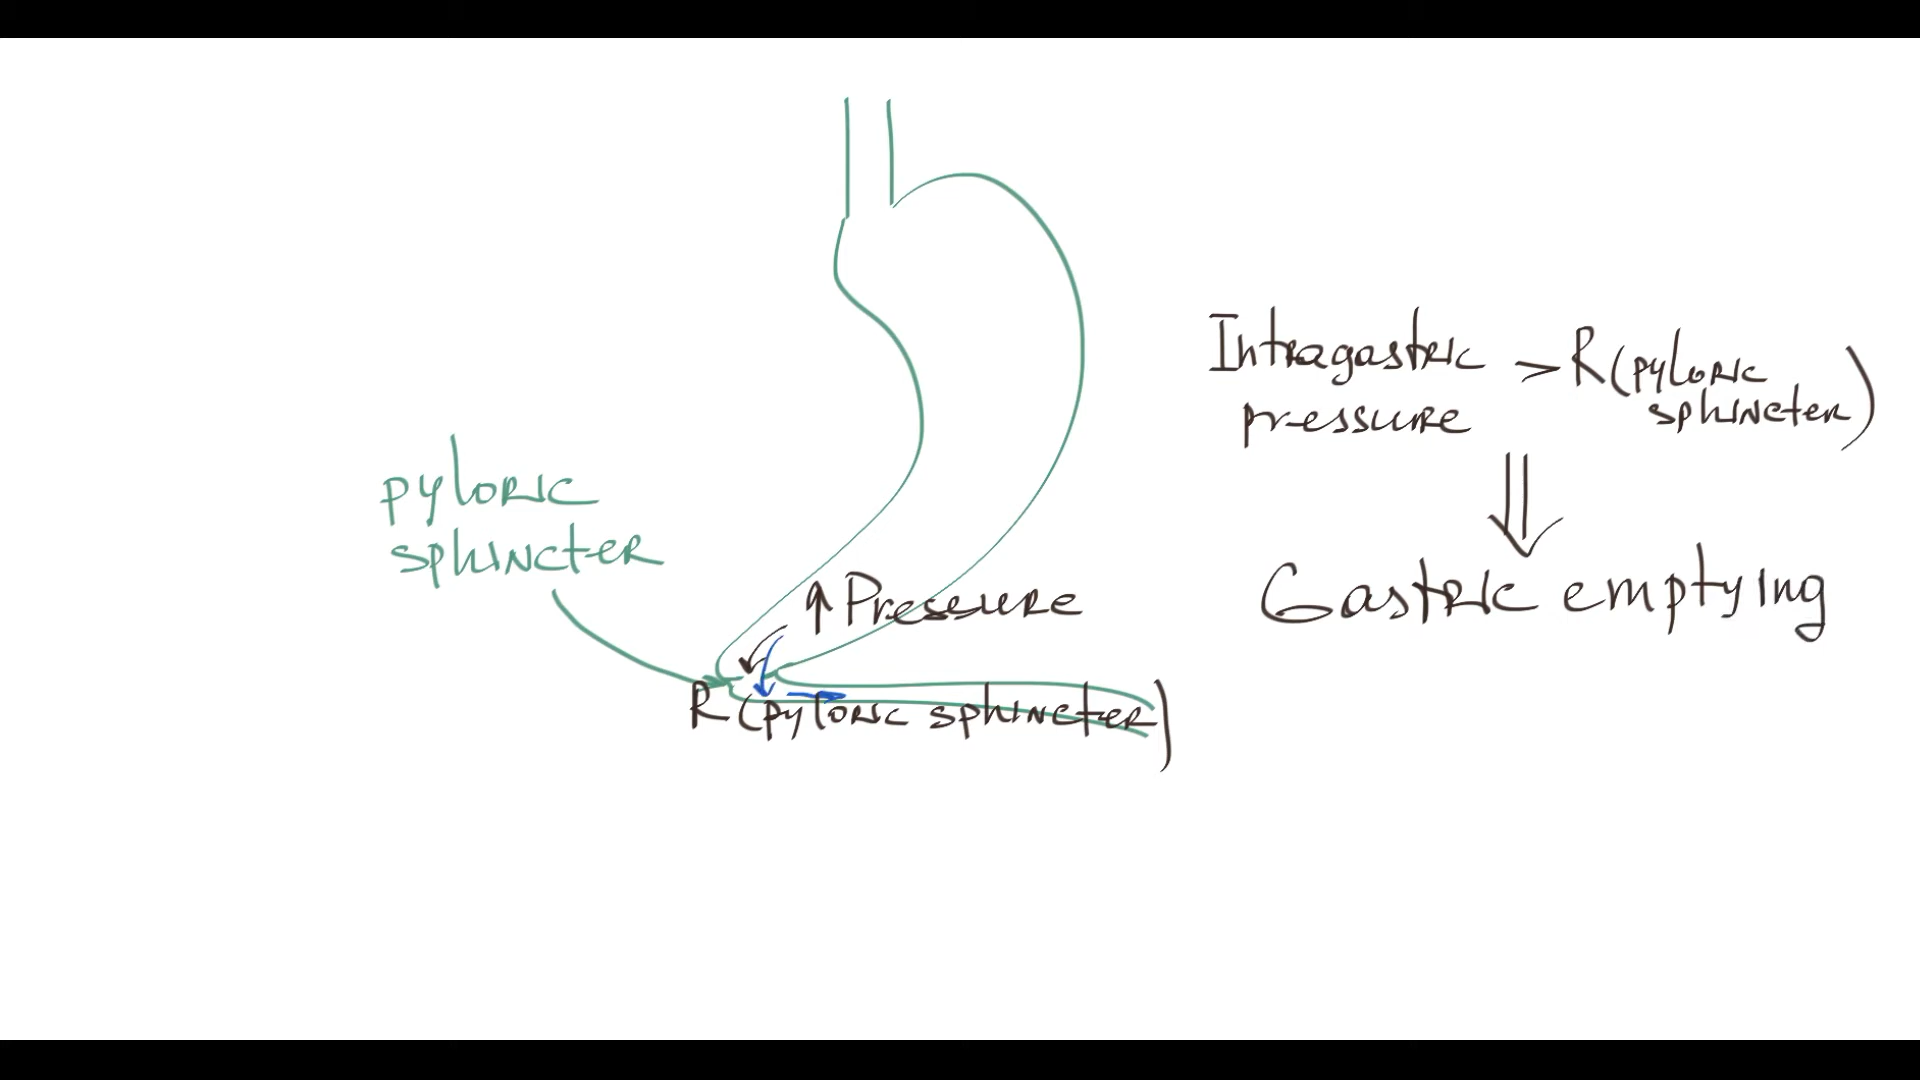 pyloric
sphincter
↑ Pressure
R (pyloric sphincter)
Intragastric > R (pyloric
pressure sphincter)
⇓
Gastric emptying